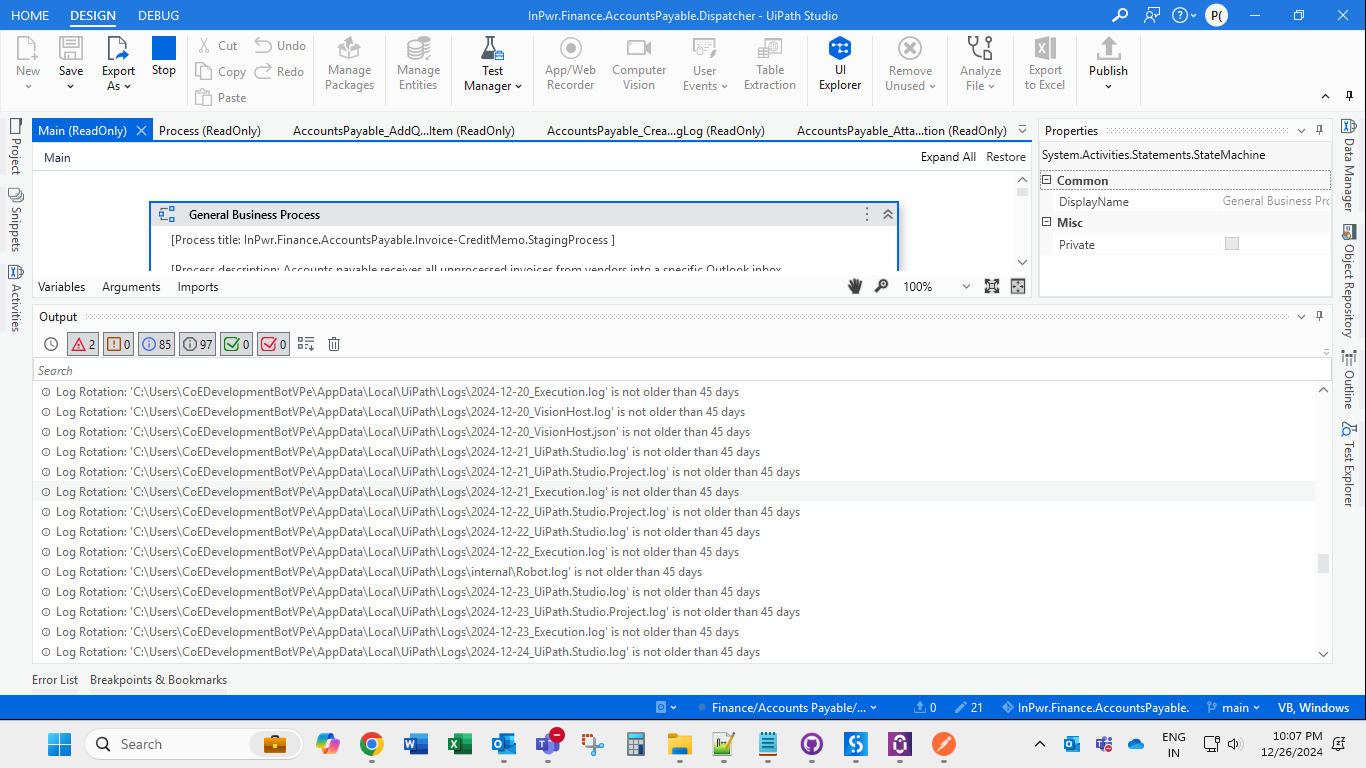 HOME DESIGN DEBUG InPwr.Finance.AccountsPayable.Dispatcher - UiPath Studio P(
New Save Export As Stop Cut Copy Paste Undo Redo Manage Packages Manage Entities Test Manager App/Web Recorder Computer Vision User Events Table Extraction UI Explorer Remove Unused Analyze File Export to Excel Publish
Main (ReadOnly) Process (ReadOnly) AccountsPayable_AddQ...Item (ReadOnly) AccountsPayable_Crea...gLog (ReadOnly) AccountsPayable_Atta...tion (ReadOnly)
Main Expand All Restore
General Business Process
[Process title: InPwr.Finance.AccountsPayable.Invoice-CreditMemo.StagingProcess ]
[Process description: Accounts payable receives all unprocessed invoices from vendors into a specific Outlook inbox
Variables Arguments Imports 100%
Properties
System.Activities.Statements.StateMachine
Common
DisplayName General Business Pro
Misc
Private
Project
Snippets
Activities
Data Manager
Object Repository
Outline
Test Explorer
Output
2 0 85 97 0 0
Search
Log Rotation: 'C:\Users\CoEDevelopmentBotVPe\AppData\Local\UiPath\Logs\2024-12-20_Execution.log' is not older than 45 days
Log Rotation: 'C:\Users\CoEDevelopmentBotVPe\AppData\Local\UiPath\Logs\2024-12-20_VisionHost.log' is not older than 45 days
Log Rotation: 'C:\Users\CoEDevelopmentBotVPe\AppData\Local\UiPath\Logs\2024-12-20_VisionHost.json' is not older than 45 days
Log Rotation: 'C:\Users\CoEDevelopmentBotVPe\AppData\Local\UiPath\Logs\2024-12-21_UiPath.Studio.log' is not older than 45 days
Log Rotation: 'C:\Users\CoEDevelopmentBotVPe\AppData\Local\UiPath\Logs\2024-12-21_UiPath.Studio.Project.log' is not older than 45 days
Log Rotation: 'C:\Users\CoEDevelopmentBotVPe\AppData\Local\UiPath\Logs\2024-12-21_Execution.log' is not older than 45 days
Log Rotation: 'C:\Users\CoEDevelopmentBotVPe\AppData\Local\UiPath\Logs\2024-12-22_UiPath.Studio.Project.log' is not older than 45 days
Log Rotation: 'C:\Users\CoEDevelopmentBotVPe\AppData\Local\UiPath\Logs\2024-12-22_UiPath.Studio.log' is not older than 45 days
Log Rotation: 'C:\Users\CoEDevelopmentBotVPe\AppData\Local\UiPath\Logs\2024-12-22_Execution.log' is not older than 45 days
Log Rotation: 'C:\Users\CoEDevelopmentBotVPe\AppData\Local\UiPath\Logs\internal\Robot.log' is not older than 45 days
Log Rotation: 'C:\Users\CoEDevelopmentBotVPe\AppData\Local\UiPath\Logs\2024-12-23_UiPath.Studio.log' is not older than 45 days
Log Rotation: 'C:\Users\CoEDevelopmentBotVPe\AppData\Local\UiPath\Logs\2024-12-23_UiPath.Studio.Project.log' is not older than 45 days
Log Rotation: 'C:\Users\CoEDevelopmentBotVPe\AppData\Local\UiPath\Logs\2024-12-23_Execution.log' is not older than 45 days
Log Rotation: 'C:\Users\CoEDevelopmentBotVPe\AppData\Local\UiPath\Logs\2024-12-24_UiPath.Studio.log' is not older than 45 days
Error List Breakpoints & Bookmarks
Finance/Accounts Payable/... 0 21 InPwr.Finance.AccountsPayable. main VB, Windows
Search ENG IN 10:07 PM 12/26/2024